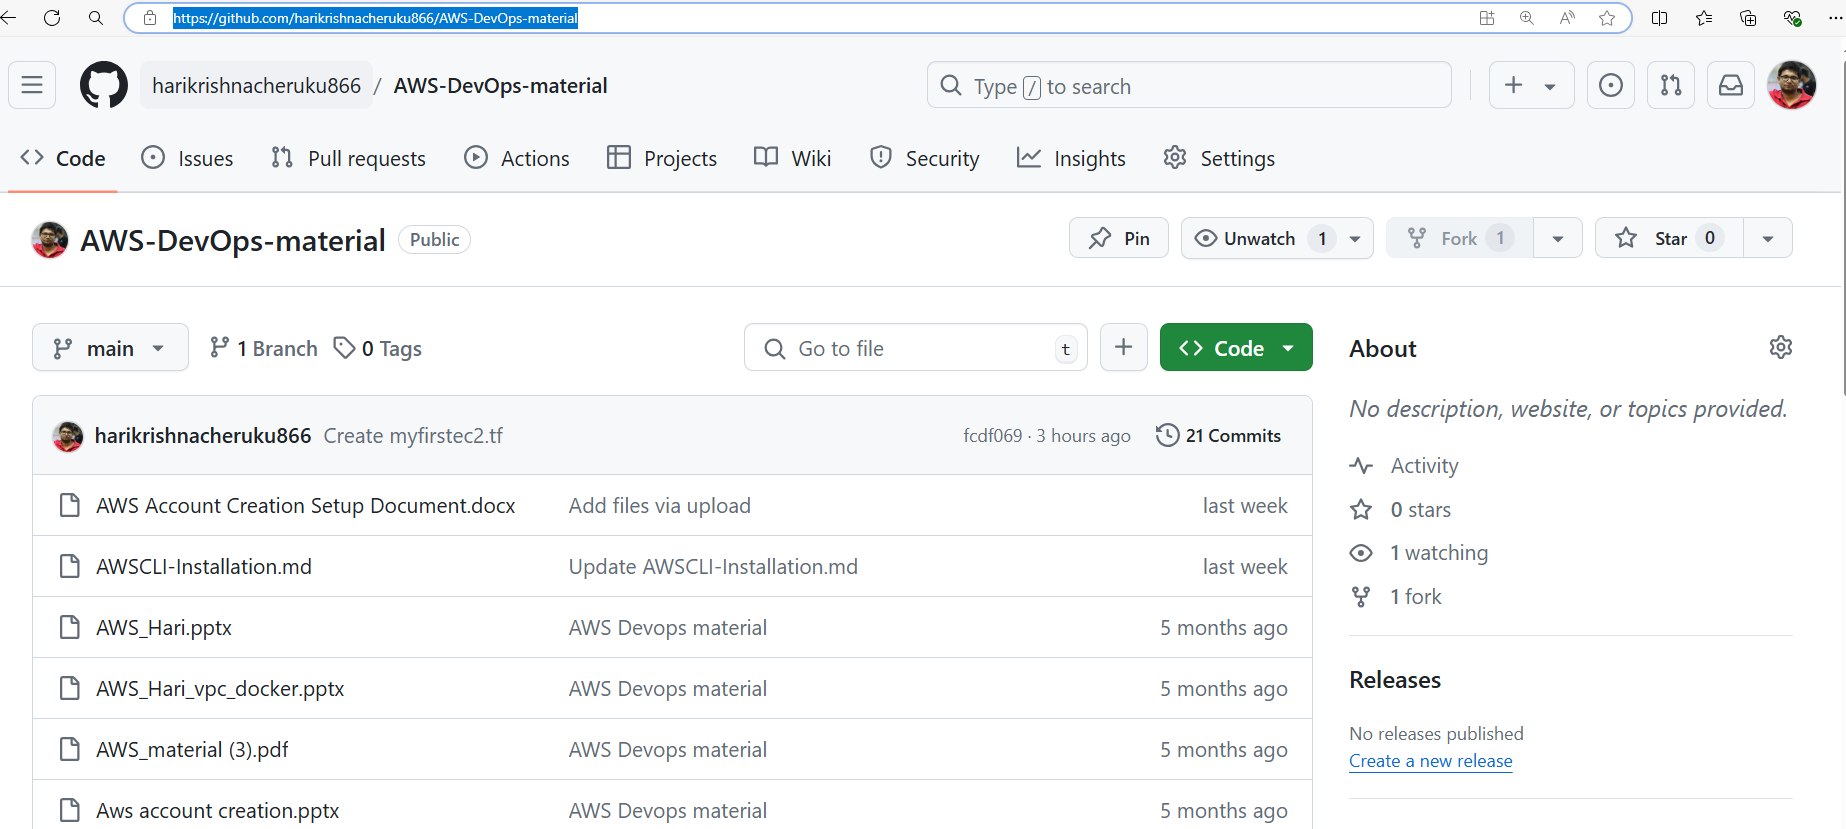 https://github.com/harikrishnacheruku866/AWS-DevOps-material
harikrishnacheruku866 / AWS-DevOps-material
Type / to search
Code Issues Pull requests Actions Projects Wiki Security Insights Settings
AWS-DevOps-material Public
Pin Unwatch 1 Fork 1 Star 0
main 1 Branch 0 Tags
Go to file t
Code
About
No description, website, or topics provided.
harikrishnacheruku866 Create myfirstec2.tf fcdf069 · 3 hours ago 21 Commits
Activity
AWS Account Creation Setup Document.docx Add files via upload last week
0 stars
AWSCLI-Installation.md Update AWSCLI-Installation.md last week
1 watching
1 fork
AWS_Hari.pptx AWS Devops material 5 months ago
AWS_Hari_vpc_docker.pptx AWS Devops material 5 months ago
Releases
No releases published
AWS_material (3).pdf AWS Devops material 5 months ago
Create a new release
Aws account creation.pptx AWS Devops material 5 months ago